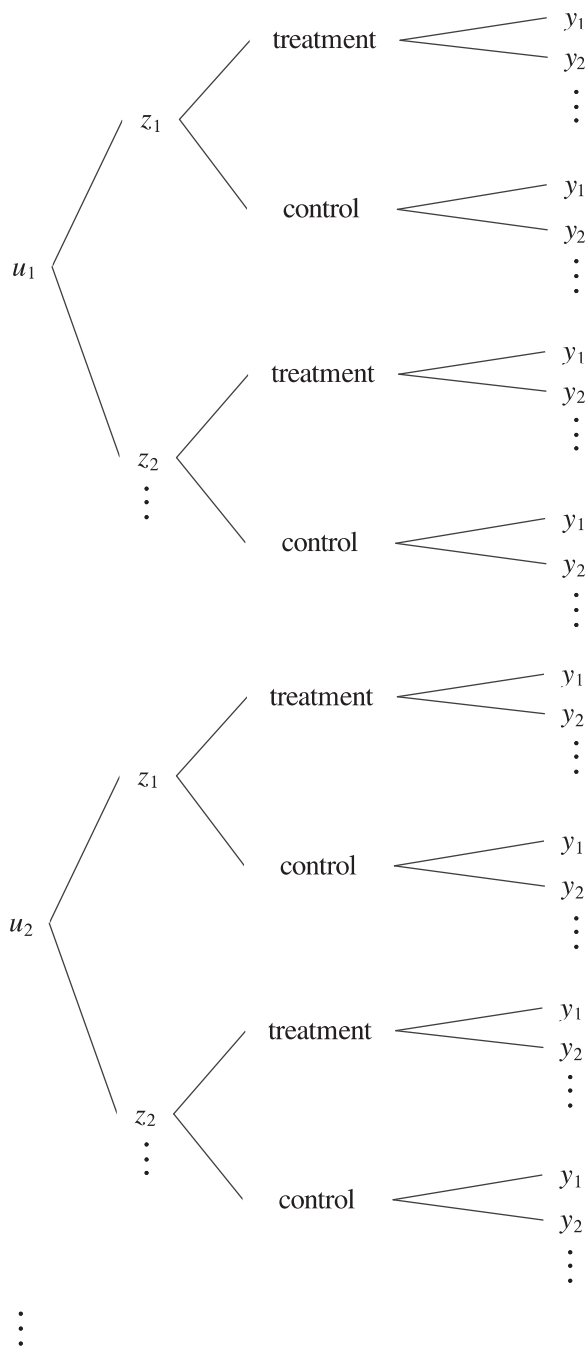 y₁
treatment
y₂
⋮
z₁
y₁
control
y₂
⋮
u₁
y₁
treatment
y₂
⋮
z₂
⋮
y₁
control
y₂
⋮
y₁
treatment
y₂
⋮
z₁
y₁
control
y₂
⋮
u₂
y₁
treatment
y₂
⋮
z₂
⋮
y₁
control
y₂
⋮
⋮